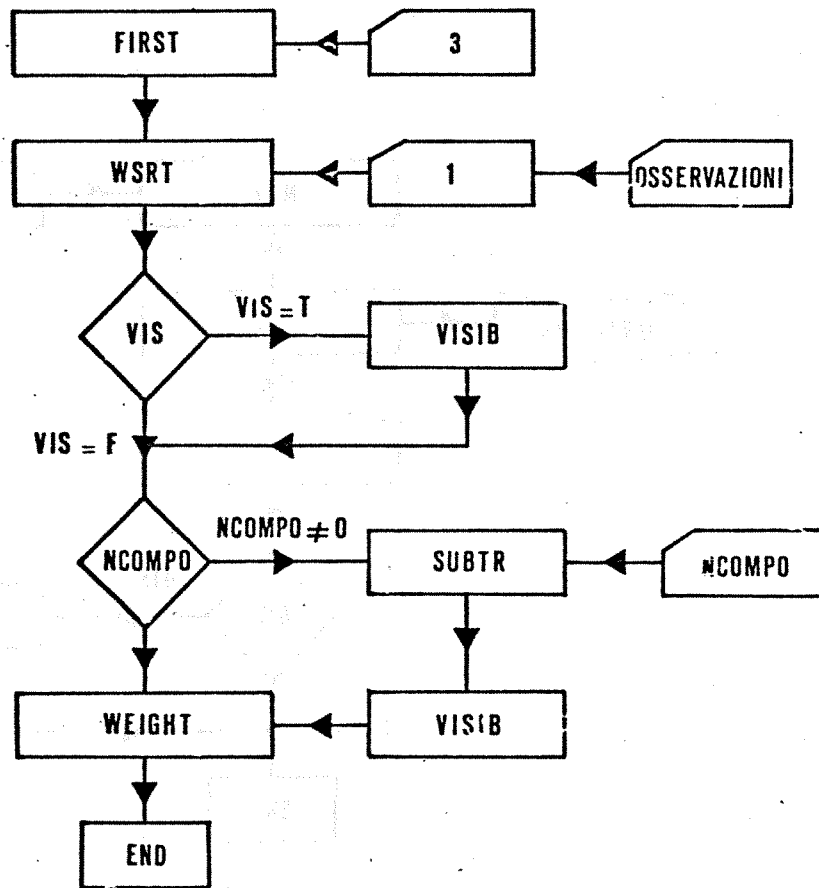 FIRST
3
WSRT
1
OSSERVAZIONI
VIS
VIS = T
VISIB
VIS = F
NCOMPO
NCOMPO ≠ 0
SUBTR
NCOMPO
WEIGHT
VISIB
END